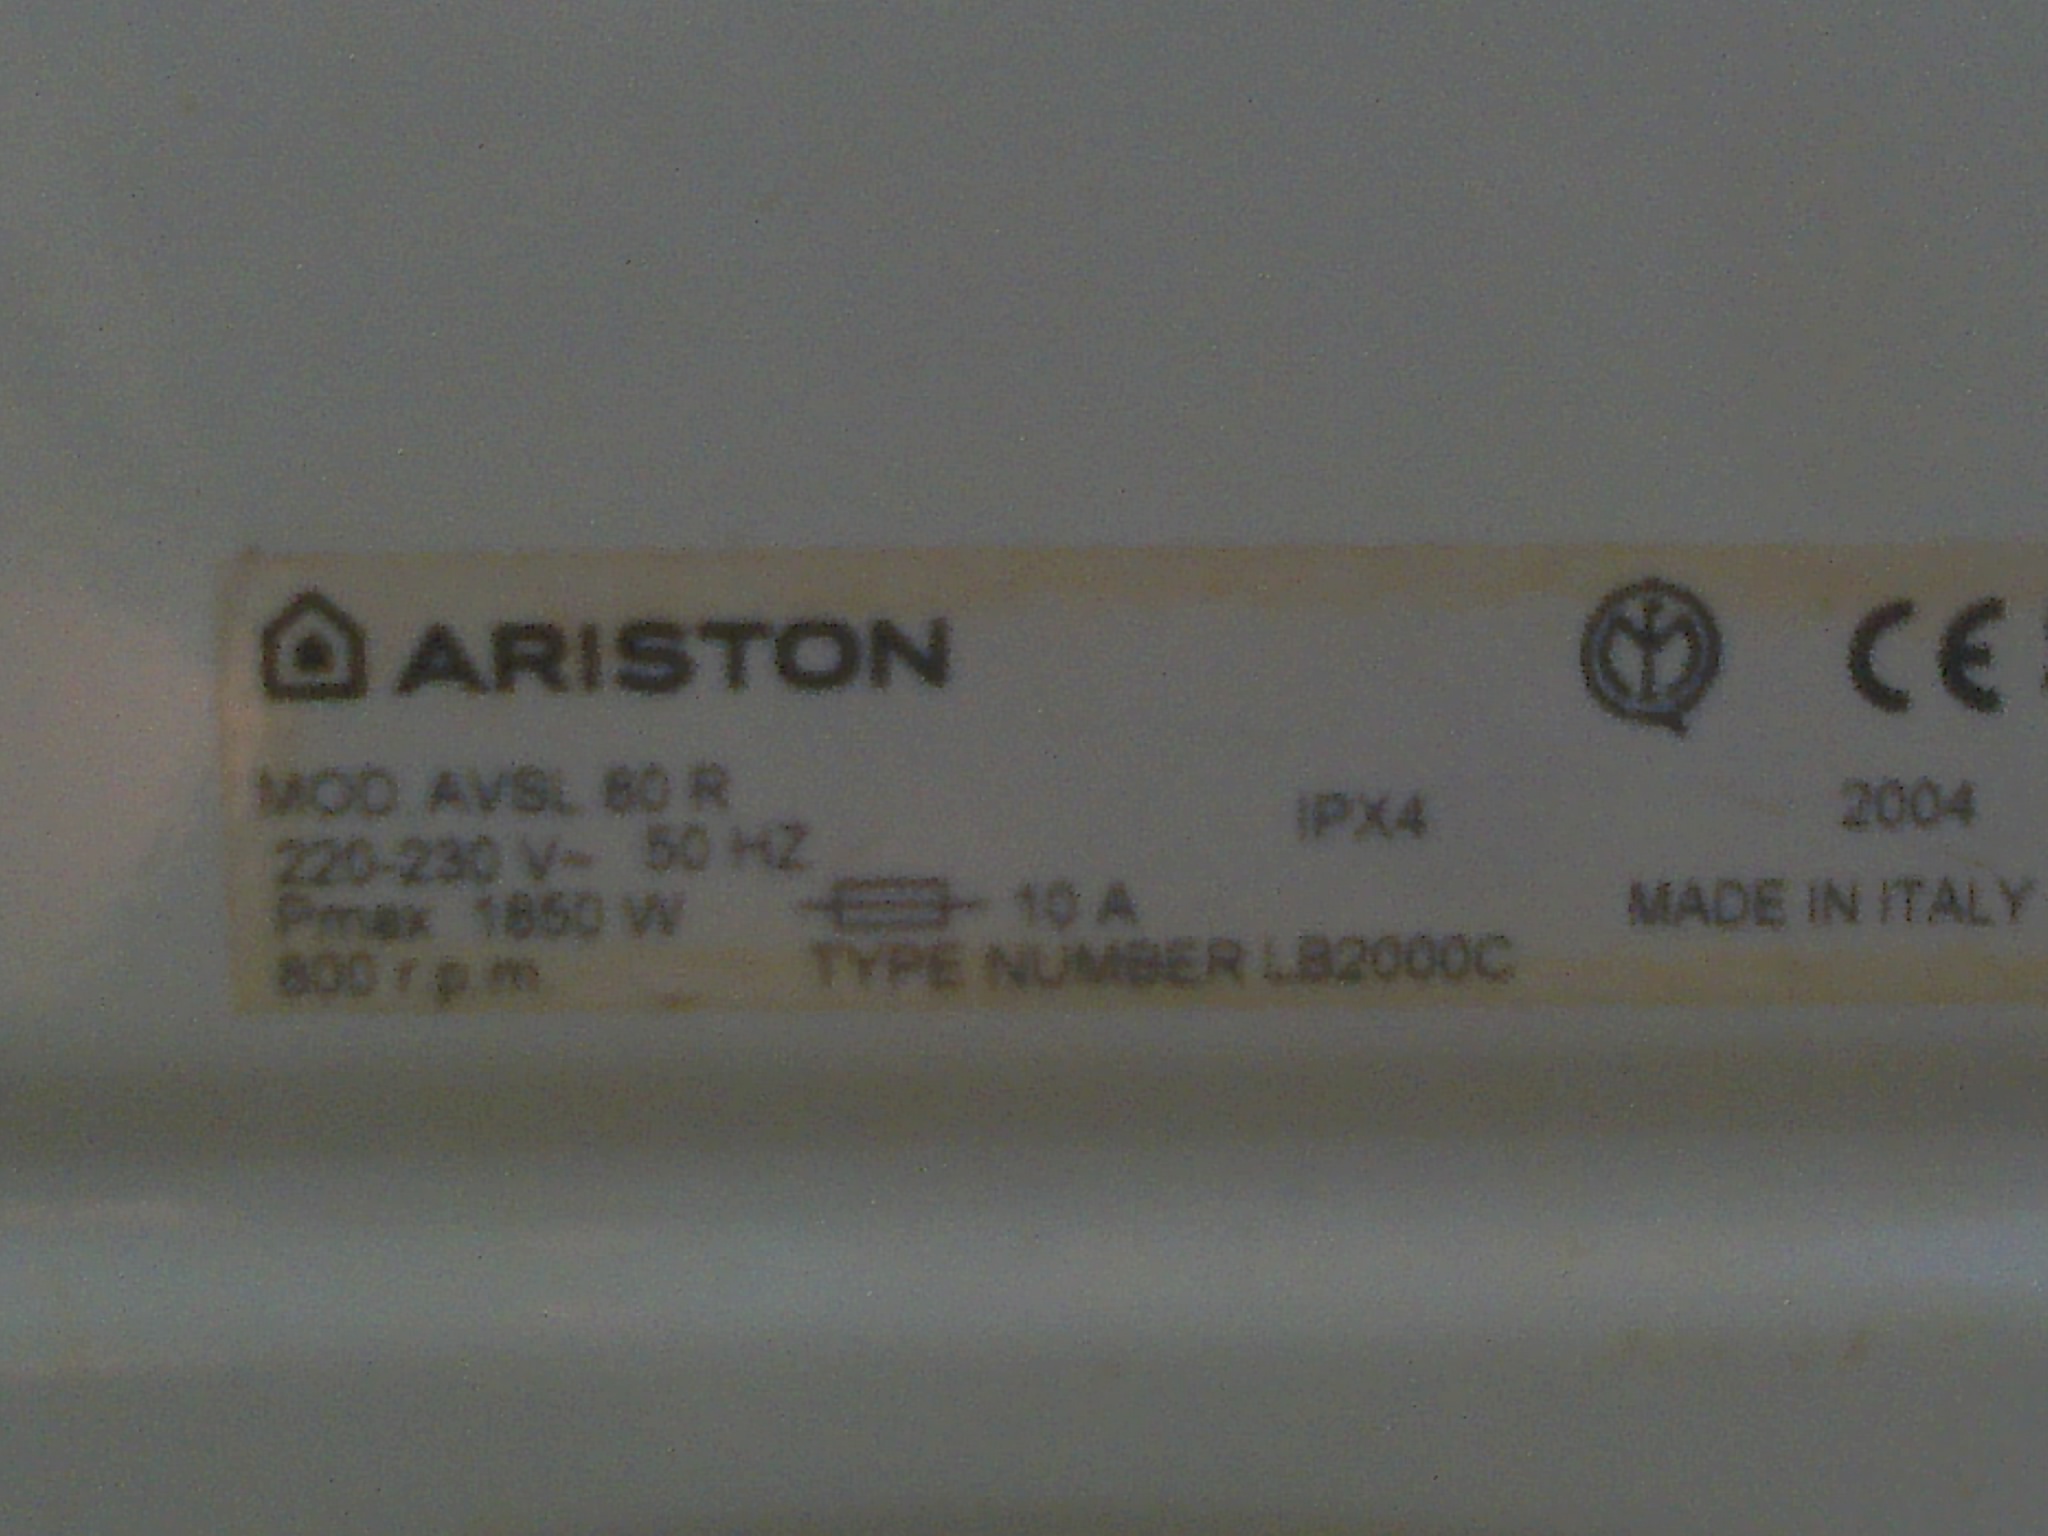 ARISTON
CE
MOD. AVSL 80 R
IPX4
2004
220-230 V~ 50 HZ
Pmax 1850 W
10 A
MADE IN ITALY
800 r.p.m.
TYPE NUMBER LB2000C